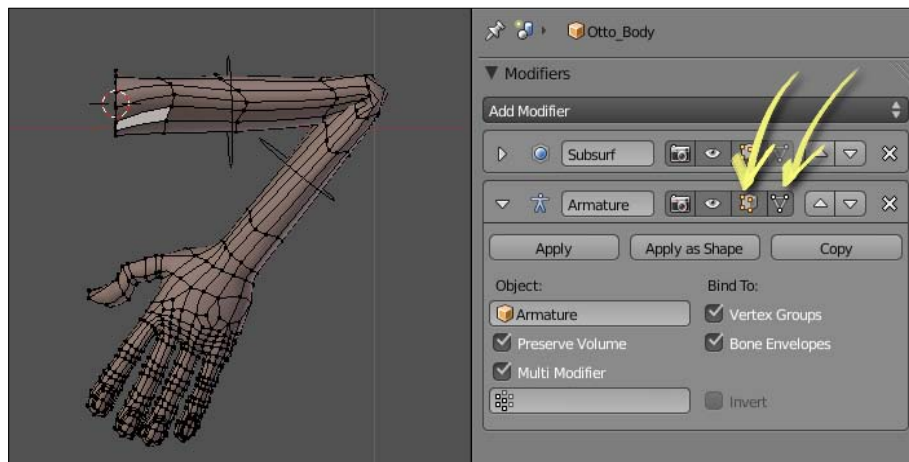 Otto_Body
Modifiers
Add Modifier
Subsurf
Armature
Apply
Apply as Shape
Copy
Object:
Bind To:
Armature
Vertex Groups
Preserve Volume
Bone Envelopes
Multi Modifier
Invert